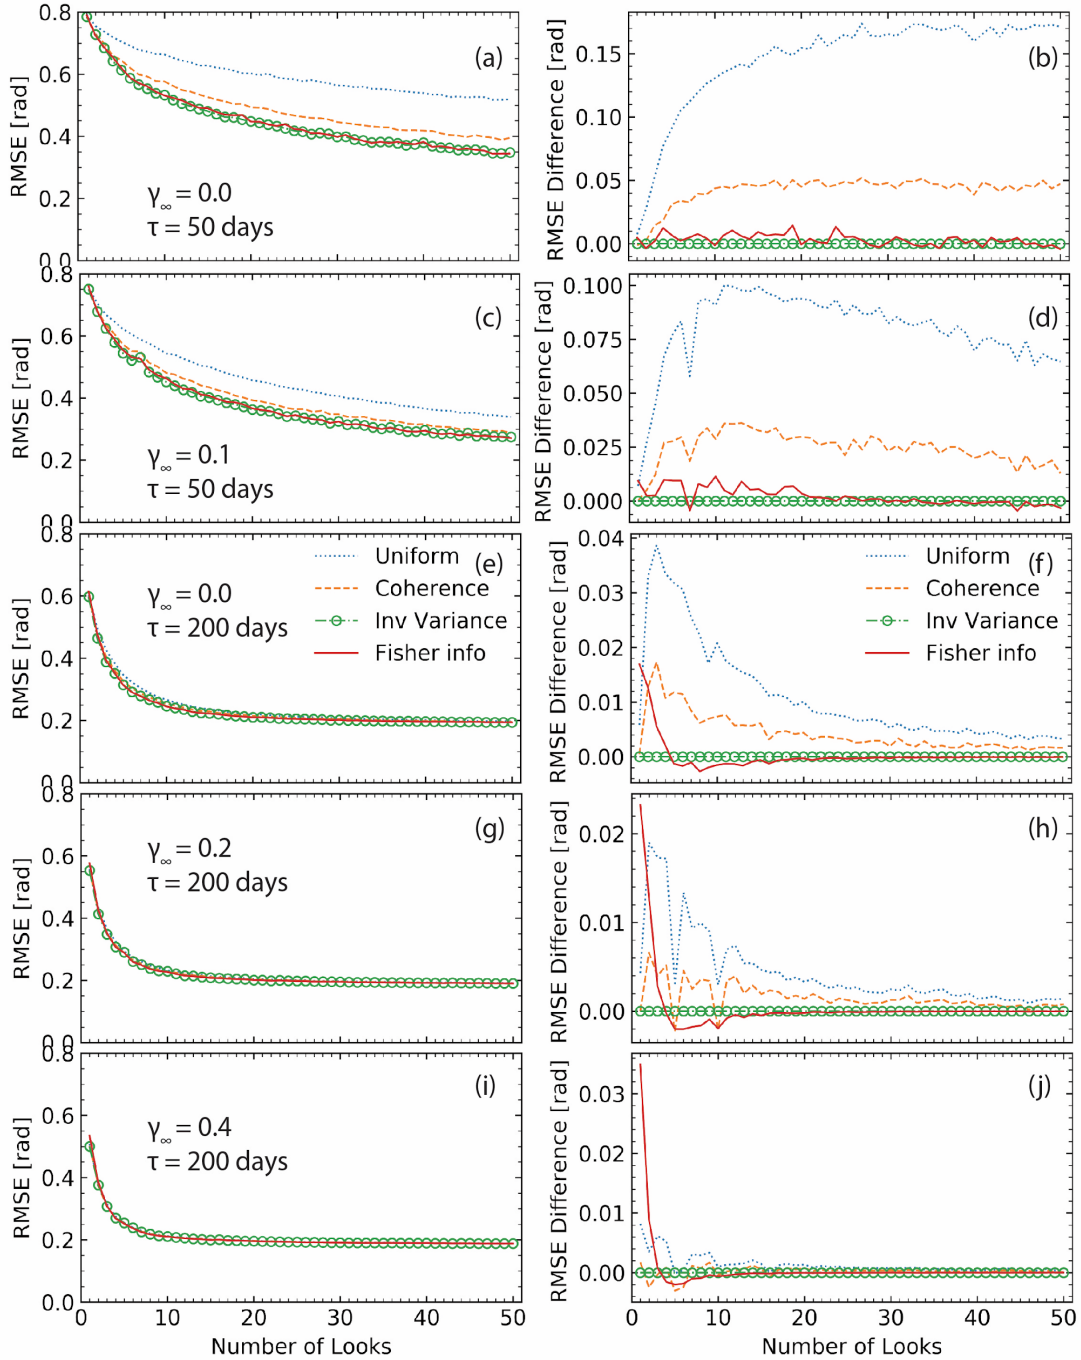 0.8
0.6
0.4
0.2
0.0
RMSE [rad]
(a)
γ∞ = 0.0
τ = 50 days
0.15
0.10
0.05
0.00
RMSE Difference [rad]
(b)
0.8
0.6
0.4
0.2
0.0
RMSE [rad]
(c)
γ∞ = 0.1
τ = 50 days
0.100
0.075
0.050
0.025
0.000
RMSE Difference [rad]
(d)
0.8
0.6
0.4
0.2
0.0
RMSE [rad]
(e)
γ∞ = 0.0
τ = 200 days
Uniform
Coherence
Inv Variance
Fisher info
0.04
0.03
0.02
0.01
0.00
RMSE Difference [rad]
(f)
Uniform
Coherence
Inv Variance
Fisher info
0.8
0.6
0.4
0.2
0.0
RMSE [rad]
(g)
γ∞ = 0.2
τ = 200 days
0.02
0.01
0.00
RMSE Difference [rad]
(h)
0.8
0.6
0.4
0.2
0.0
RMSE [rad]
(i)
γ∞ = 0.4
τ = 200 days
10 20 30 40 50
Number of Looks
0.03
0.02
0.01
0.00
RMSE Difference [rad]
(j)
0 10 20 30 40 50
Number of Looks